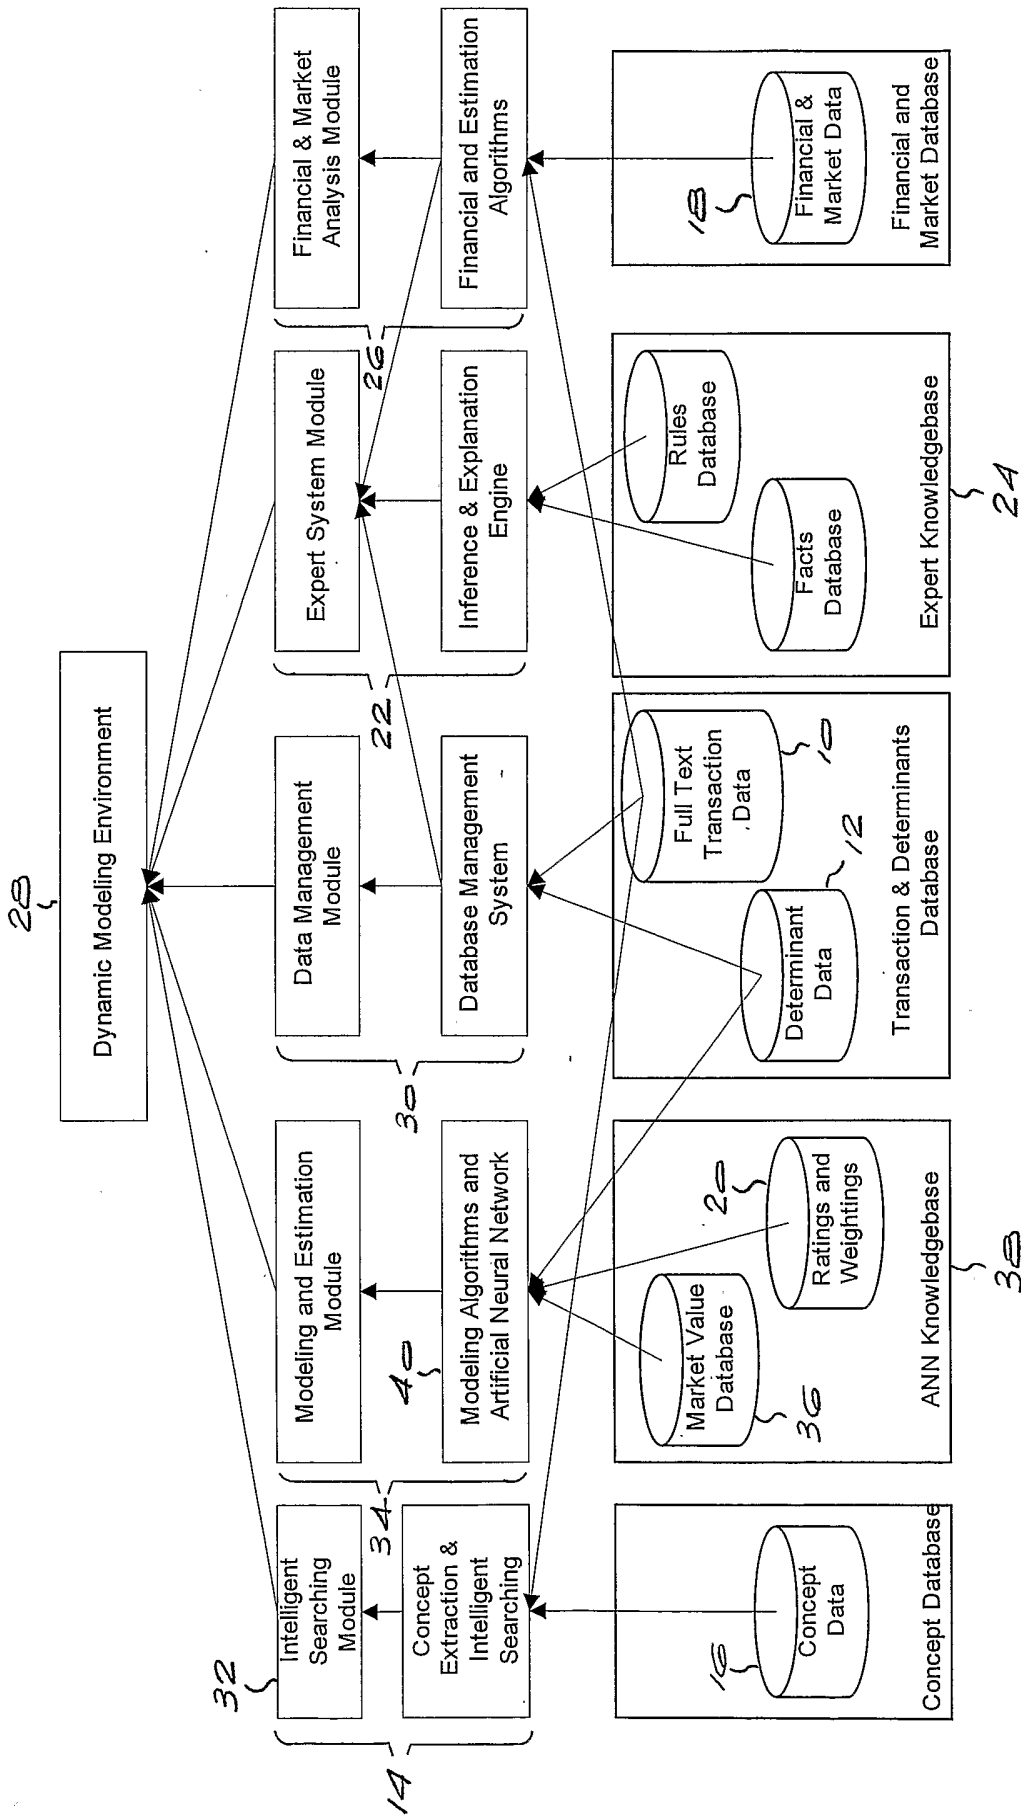 28
Dynamic Modeling Environment
32
Intelligent
Searching
Module
Modeling and Estimation
Module
Data Management
Module
Expert System Module
Financial & Market
Analysis Module
14
34
30
22
26
Concept
Extraction &
Intelligent
Searching
40
Modeling Algorithms and
Artificial Neural Network
Database Management
System
Inference & Explanation
Engine
Financial and Estimation
Algorithms
16
Concept
Data
Concept Database
Market Value
Database
36
20
Ratings and
Weightings
ANN Knowledgebase
38
Determinant
Data
12
Full Text
Transaction
Data
10
Transaction & Determinants
Database
Facts
Database
Rules
Database
Expert Knowledgebase
24
18
Financial &
Market Data
Financial and
Market Database